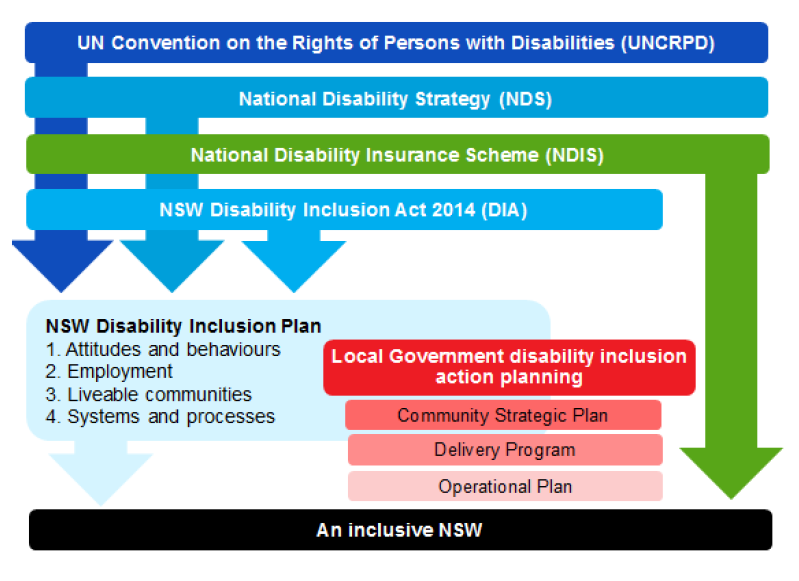 UN Convention on the Rights of Persons with Disabilities (UNCRPD)
National Disability Strategy (NDS)
National Disability Insurance Scheme (NDIS)
NSW Disability Inclusion Act 2014 (DIA)
NSW Disability Inclusion Plan
1. Attitudes and behaviours
2. Employment
3. Liveable communities
4. Systems and processes
Local Government disability inclusion
action planning
Community Strategic Plan
Delivery Program
Operational Plan
An inclusive NSW